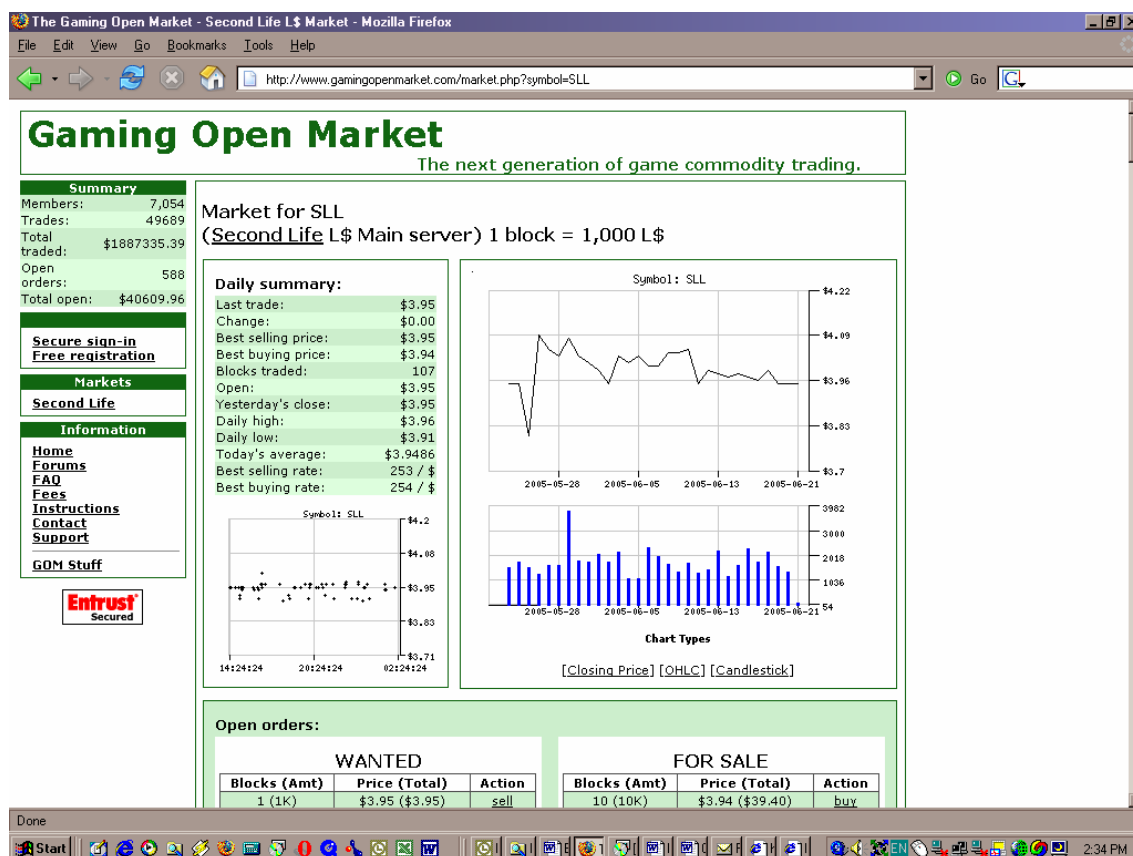 The Gaming Open Market - Second Life L$ Market - Mozilla Firefox
File Edit View Go Bookmarks Tools Help
http://www.gamingopenmarket.com/market.php?symbol=SLL
Go
G
Gaming Open Market
The next generation of game commodity trading.
Summary
Members: 7,054
Trades: 49689
Total traded: $1887335.39
Open orders: 588
Total open: $40609.96
Secure sign-in
Free registration
Markets
Second Life
Information
Home
Forums
FAQ
Fees
Instructions
Contact
Support
GOM Stuff
Entrust
Secured
Market for SLL
(Second Life L$ Main server) 1 block = 1,000 L$
Daily summary:
Last trade: $3.95
Change: $0.00
Best selling price: $3.95
Best buying price: $3.94
Blocks traded: 107
Open: $3.95
Yesterday's close: $3.95
Daily high: $3.96
Daily low: $3.91
Today's average: $3.9486
Best selling rate: 253 / $
Best buying rate: 254 / $
Symbol: SLL
$4.2
$4.08
$3.95
$3.83
$3.71
14:24:24 20:24:24 02:24:24
Symbol: SLL
$4.22
$4.09
$3.96
$3.83
$3.7
2005-05-28 2005-06-05 2005-06-13 2005-06-21
3982
3000
2018
1036
54
2005-05-28 2005-06-05 2005-06-13 2005-06-21
Chart Types
[Closing Price] [OHLC] [Candlestick]
Open orders:
WANTED
Blocks (Amt) Price (Total) Action
1 (1K) $3.95 ($3.95) sell
FOR SALE
Blocks (Amt) Price (Total) Action
10 (10K) $3.94 ($39.40) buy
Done
Start
EN
2:34 PM